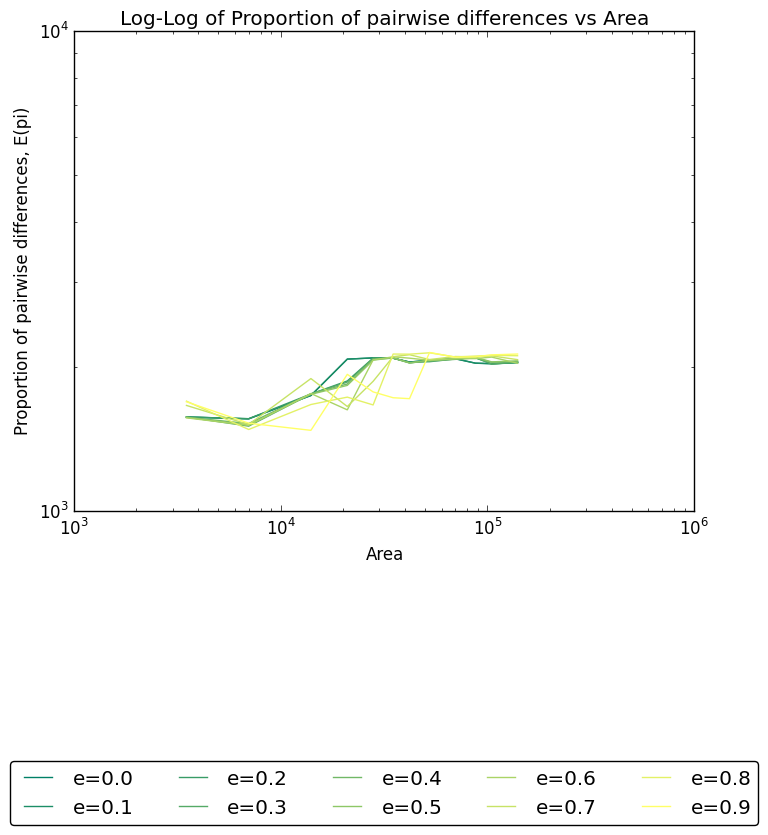 Log-Log of Proportion of pairwise differences vs Area
10^4
Proportion of pairwise differences, E(pi)
10^3
10^3 10^4 10^5 10^6
Area
e=0.0 e=0.2 e=0.4 e=0.6 e=0.8
e=0.1 e=0.3 e=0.5 e=0.7 e=0.9